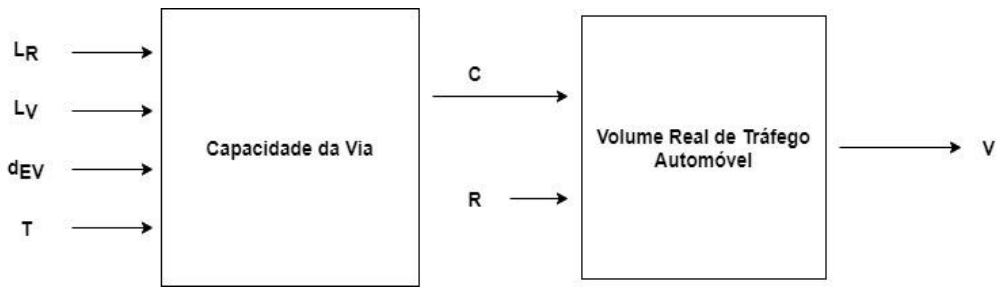 LR
LV
dEV
T
Capacidade da Via
C
R
Volume Real de Tráfego
Automóvel
V